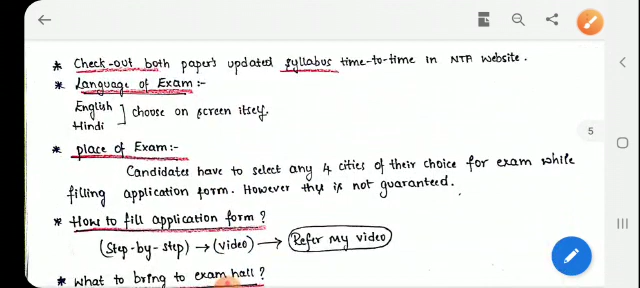 * Check-out both paper's updated syllabus time-to-time in NTA website.
* Language of Exam:-
English ] choose on screen itself.
Hindi
5
* place of Exam:-
Candidates have to select any 4 cities of their choice for exam while
filling application form. However this is not guaranteed.
* How to fill application form?
(Step-by-step) → (video) → Refer my video
* what to bring to exam hall?